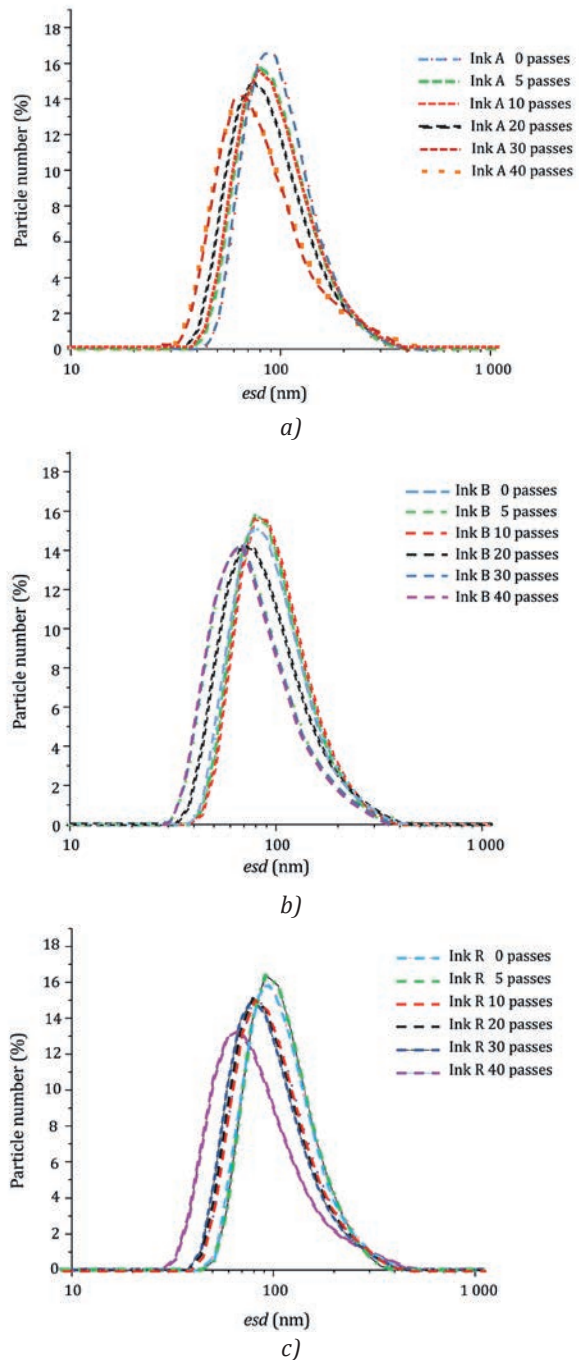 18
16
14
12
10
8
6
4
2
0
Particle number (%)
Ink A 0 passes
Ink A 5 passes
Ink A 10 passes
Ink A 20 passes
Ink A 30 passes
Ink A 40 passes
10 100 1 000
esd (nm)
a)
18
16
14
12
10
8
6
4
2
0
Particle number (%)
Ink B 0 passes
Ink B 5 passes
Ink B 10 passes
Ink B 20 passes
Ink B 30 passes
Ink B 40 passes
10 100 1 000
esd (nm)
b)
18
16
14
12
10
8
6
4
2
0
Particle number (%)
Ink R 0 passes
Ink R 5 passes
Ink R 10 passes
Ink R 20 passes
Ink R 30 passes
Ink R 40 passes
10 100 1 000
esd (nm)
c)